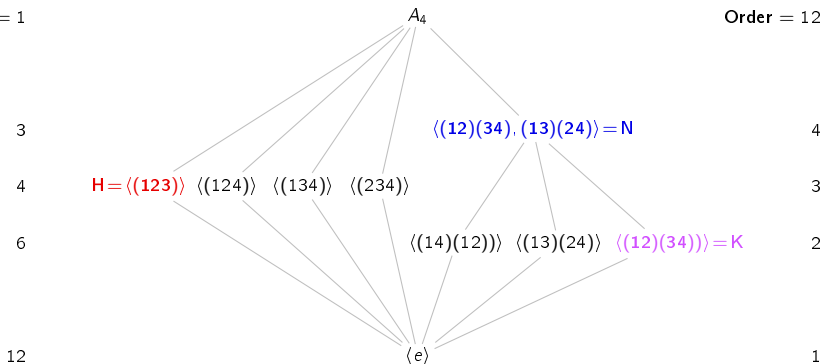 = 1 A₄ Order = 12
3 ⟨(12)(34), (13)(24)⟩ = N 4
4 H = ⟨(123)⟩ ⟨(124)⟩ ⟨(134)⟩ ⟨(234)⟩ 3
6 ⟨(14)(12))⟩ ⟨(13)(24)⟩ ⟨(12)(34))⟩ = K 2
12 ⟨e⟩ 1